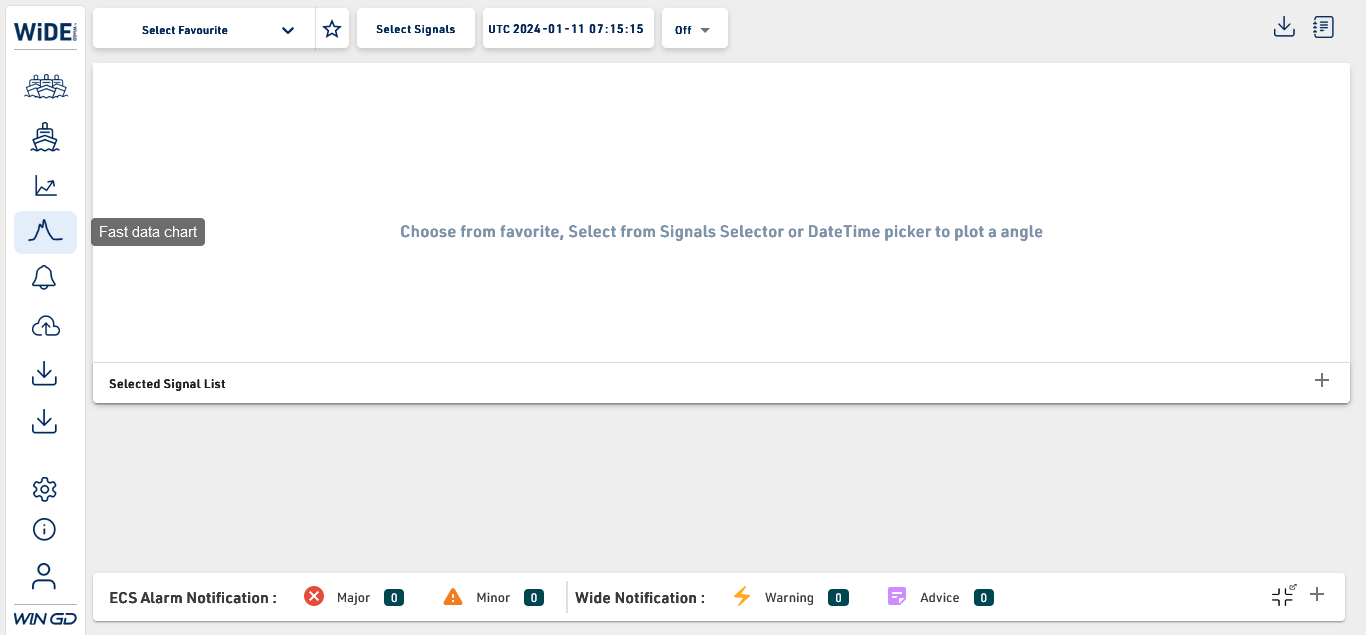 WiDE
Select Favourite
Select Signals
UTC 2024-01-11 07:15:15
Off
Fast data chart
Choose from favorite, Select from Signals Selector or DateTime picker to plot a angle
Selected Signal List
ECS Alarm Notification :
Major 0
Minor 0
Wide Notification :
Warning 0
Advice 0
WIN GD